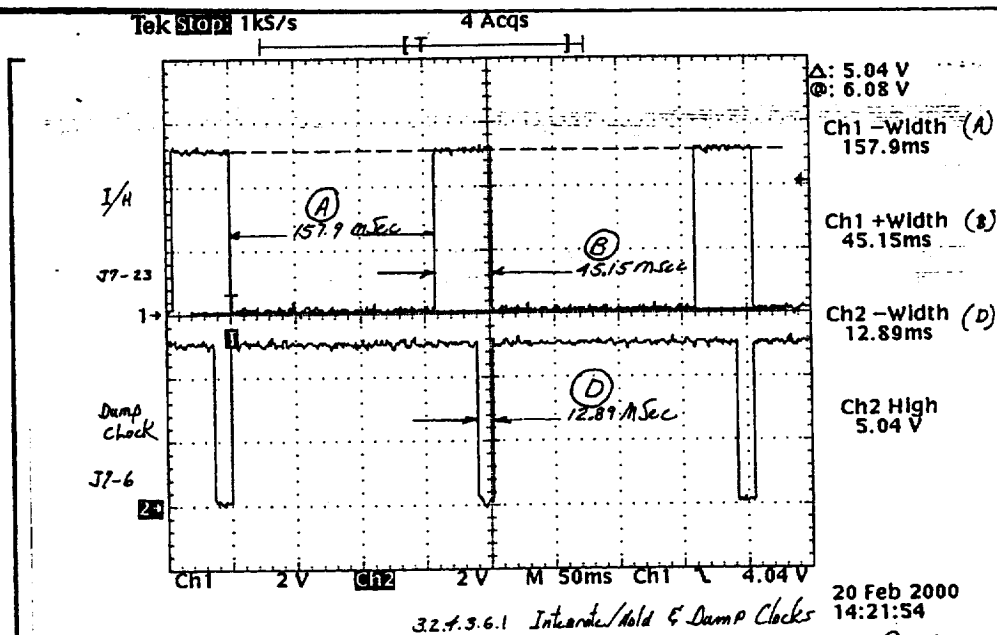 Tek Stop: 1kS/s 4 Acqs
[ T ]
Δ: 5.04 V
@: 6.08 V
Ch1 –Width (A)
157.9ms
I/H
A
157.9 mSec
Ch1 +Width (B)
45.15ms
B
45.15 mSec
J7-23
1→
Ch2 –Width (D)
12.89ms
D
12.89 MSec
Damp
Clock
Ch2 High
5.04 V
J7-6
2→
Ch1 2 V Ch2 2 V M 50ms Ch1 4.04 V
20 Feb 2000
14:21:54
3.2.4.3.6.1 Integrate/Hold & Damp Clocks